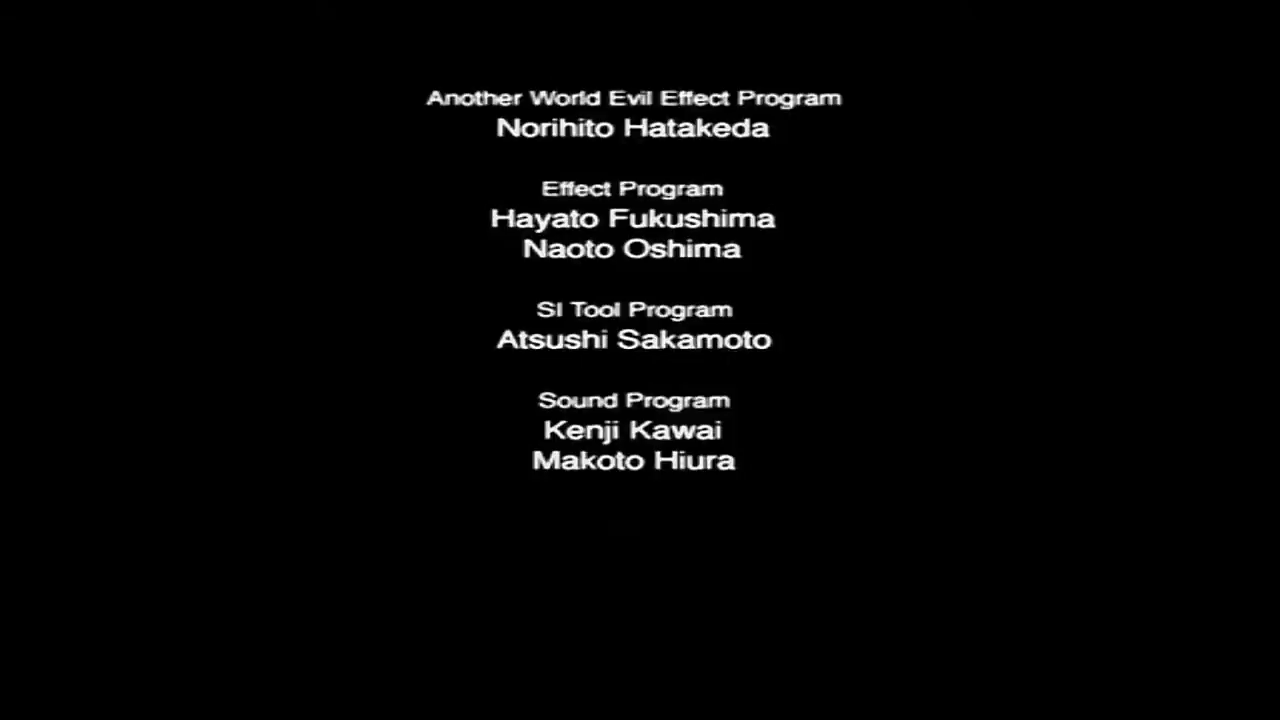 Another World Evil Effect Program
Norihito Hatakeda
Effect Program
Hayato Fukushima
Naoto Oshima
SI Tool Program
Atsushi Sakamoto
Sound Program
Kenji Kawai
Makoto Hiura